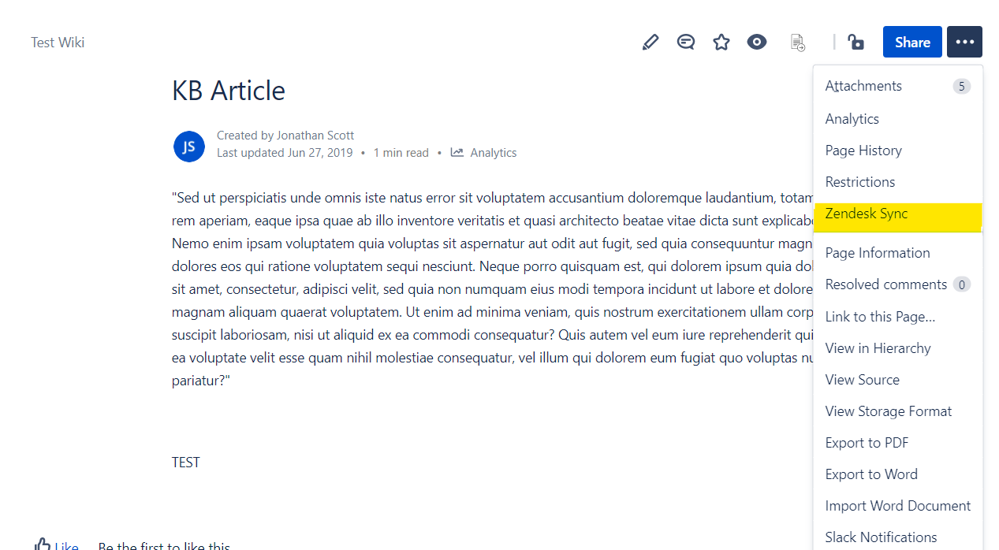 Test Wiki
Share
KB Article
JS
Created by Jonathan Scott
Last updated Jun 27, 2019 • 1 min read • Analytics
"Sed ut perspiciatis unde omnis iste natus error sit voluptatem accusantium doloremque laudantium, totam
rem aperiam, eaque ipsa quae ab illo inventore veritatis et quasi architecto beatae vitae dicta sunt explicabo
Nemo enim ipsam voluptatem quia voluptas sit aspernatur aut odit aut fugit, sed quia consequuntur magn
dolores eos qui ratione voluptatem sequi nesciunt. Neque porro quisquam est, qui dolorem ipsum quia dol
sit amet, consectetur, adipisci velit, sed quia non numquam eius modi tempora incidunt ut labore et dolore
magnam aliquam quaerat voluptatem. Ut enim ad minima veniam, quis nostrum exercitationem ullam corp
suscipit laboriosam, nisi ut aliquid ex ea commodi consequatur? Quis autem vel eum iure reprehenderit qui
ea voluptate velit esse quam nihil molestiae consequatur, vel illum qui dolorem eum fugiat quo voluptas nu
pariatur?"
TEST
Like Be the first to like this
Attachments 5
Analytics
Page History
Restrictions
Zendesk Sync
Page Information
Resolved comments 0
Link to this Page...
View in Hierarchy
View Source
View Storage Format
Export to PDF
Export to Word
Import Word Document
Slack Notifications